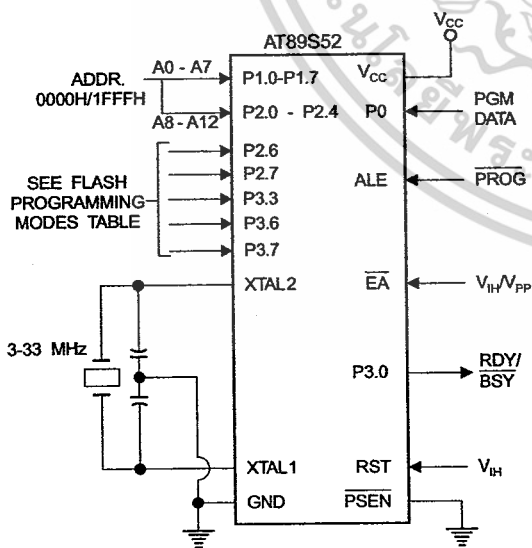 V̅CC
AT89S52
ADDR.
0000H/1FFFH
A0 - A7
P1.0-P1.7
VCC
A8 - A12
P2.0 - P2.4
P0
PGM
DATA
P2.6
P2.7
SEE FLASH
PROGRAMMING
MODES TABLE
P3.3
P3.6
P3.7
ALE
PROG
XTAL2
EA
VIH/VPP
3-33 MHz
P3.0
RDY/
BSY
XTAL1
RST
VIH
GND
PSEN